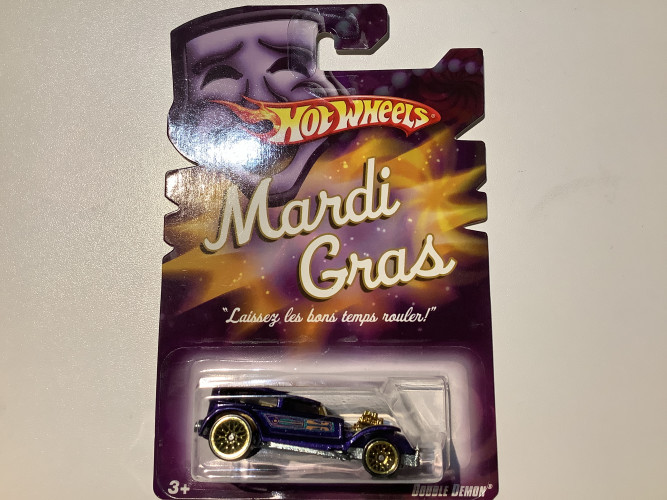 HOT WHEELS®
Mardi
Gras
"Laissez les bons temps rouler!"
3+
DOUBLE DEMON®